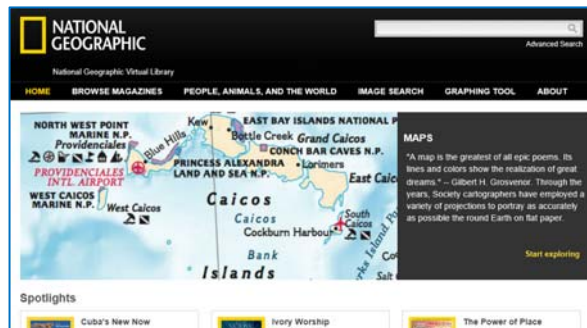 NATIONAL
GEOGRAPHIC
Advanced Search
National Geographic Virtual Library
HOME BROWSE MAGAZINES PEOPLE, ANIMALS, AND THE WORLD IMAGE SEARCH GRAPHING TOOL ABOUT
NORTH WEST POINT
MARINE N.P.
Providenciales
Blue Hills
Kew
Bottle Creek
EAST BAY ISLANDS NATIONAL P
Grand Caicos
CONCH BAR CAVES N.P.
Lorimers
PRINCESS ALEXANDRA
LAND AND SEA N.P.
East Caic
PROVIDENCIALES
INTL. AIRPORT
WEST CAICOS
MARINE N.P.
West Caicos
Caicos
Caicos
South
Caicos
Cockburn Harbour
Bank
Islands
ks Island Pa
Salt C
MAPS
"A map is the greatest of all epic poems. Its
lines and colors show the realization of great
dreams." -- Gilbert H. Grosvenor. Through the
years, Society cartographers have employed a
variety of projections to portray as accurately
as possible the round Earth on flat paper.
Start exploring
Spotlights
Cuba's New Now
Ivory Worship
The Power of Place